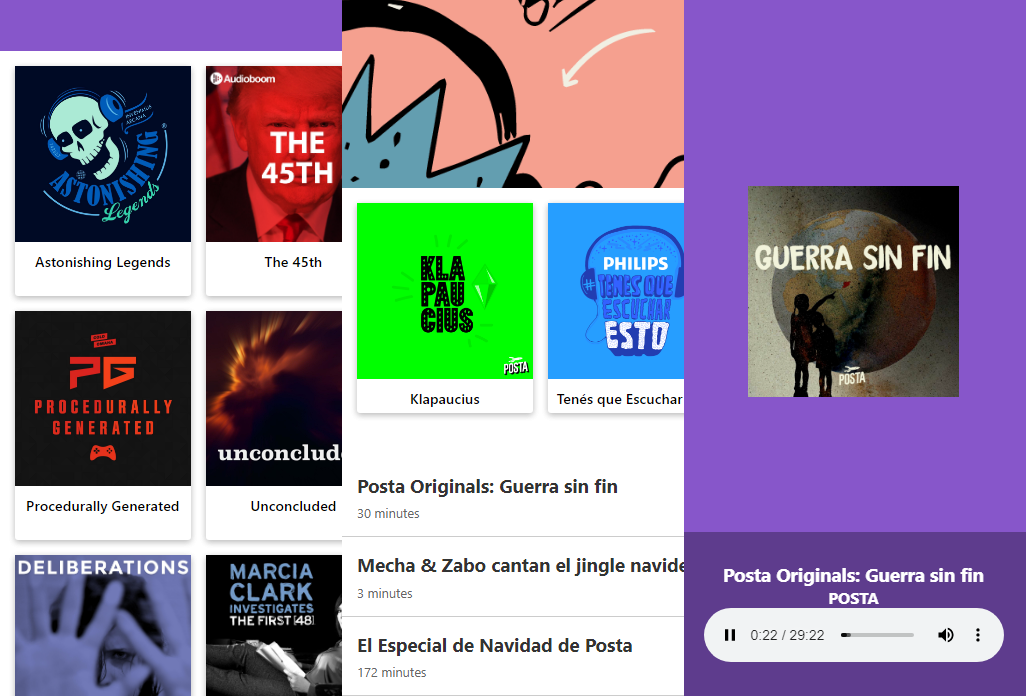 ASTONISHING
Legends
Astonishing Legends
Audioboom
THE
45TH
The 45th
PG
PROCEDURALLY
GENERATED
Procedurally Generated
unconclud
Unconcluded
DELIBERATIONS
MARCIA
CLARK
INVESTIGATES
THE FIRST [48]
KLA
PAU
CIUS
POSTA
Klapaucius
PHILIPS
#TENES QUE
ESCUCHAR
ESTO
Tenés que Escuchar
Posta Originals: Guerra sin fin
30 minutes
Mecha & Zabo cantan el jingle navide
3 minutes
El Especial de Navidad de Posta
172 minutes
GUERRA SIN FIN
POSTA
Posta Originals: Guerra sin fin
POSTA
0:22 / 29:22